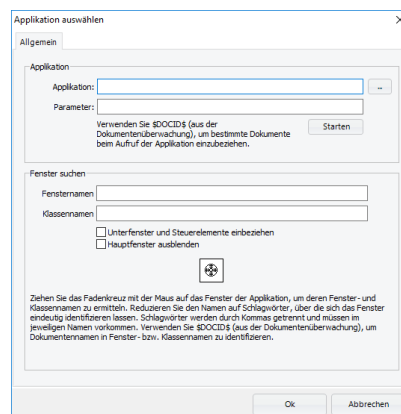 Applikation auswählen
Allgemein
Applikation
Applikation:
..
Parameter:
Verwenden Sie $DOCID$ (aus der
Dokumentenüberwachung), um bestimmte Dokumente
beim Aufruf der Applikation einzubeziehen.
Starten
Fenster suchen
Fensternamen
Klassennamen
Unterfenster und Steuerelemente einbeziehen
Hauptfenster ausblenden
Ziehen Sie das Fadenkreuz mit der Maus auf das Fenster der Applikation, um deren Fenster- und
Klassennamen zu ermitteln. Reduzieren Sie den Namen auf Schlagwörter, über die sich das Fenster
eindeutig identifizieren lassen. Schlagwörter werden durch Kommas getrennt und müssen im
jeweiligen Namen vorkommen. Verwenden Sie $DOCID$ (aus der Dokumentenüberwachung), um
Dokumentennamen in Fenster- bzw. Klassennamen zu identifizieren.
Ok
Abbrechen